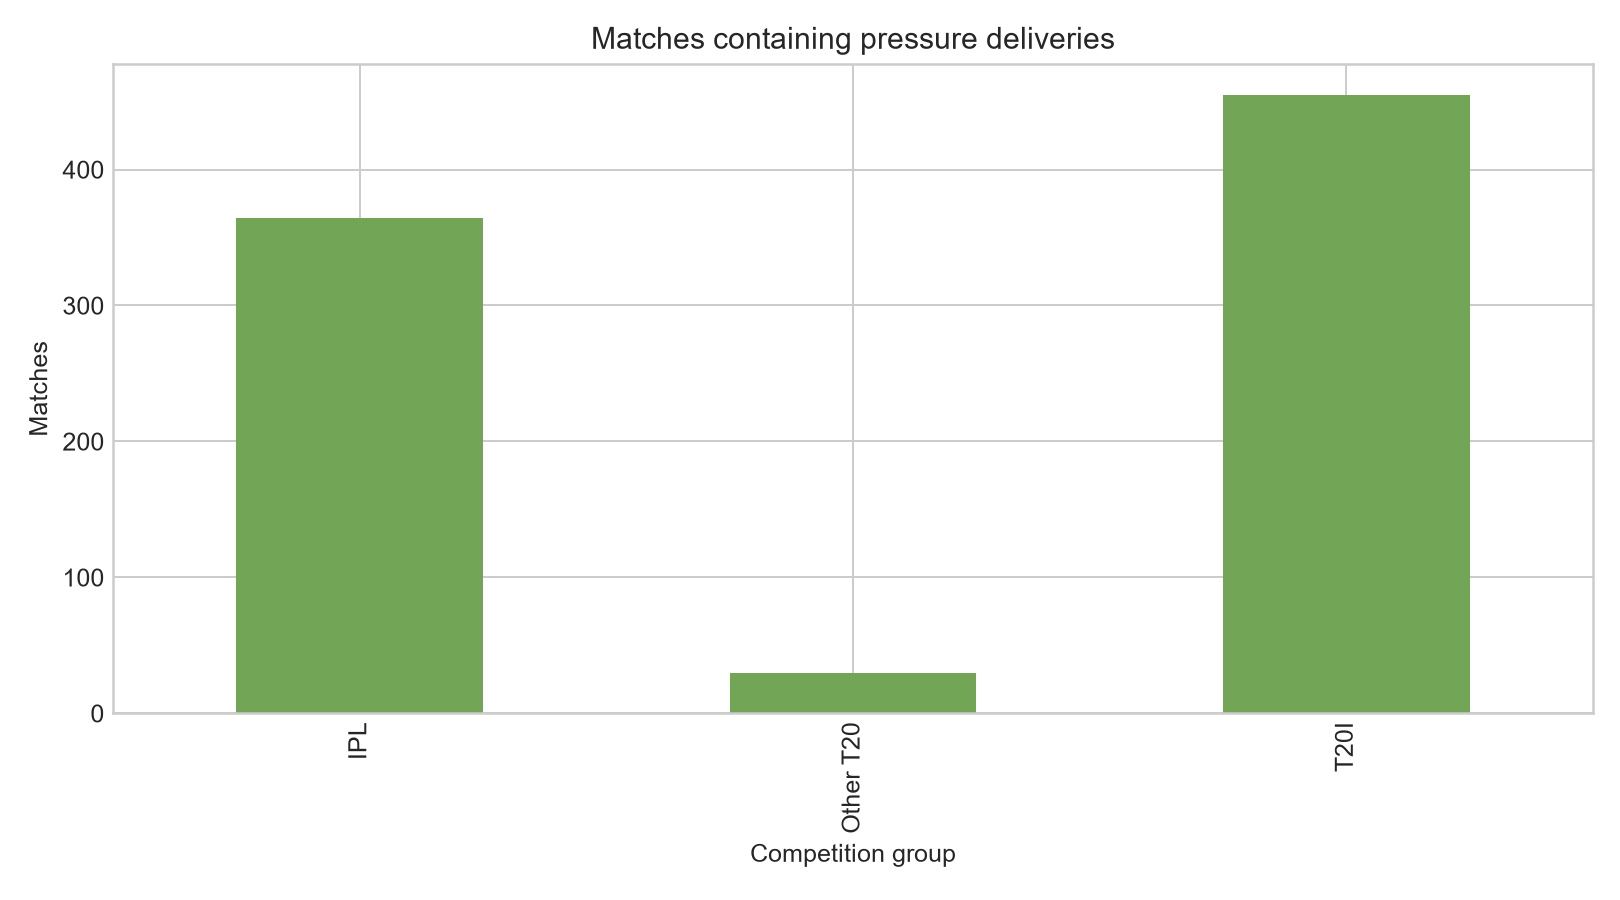 Matches containing pressure deliveries
400
300
200
100
0
Matches
IPL
Other T20
T20I
Competition group